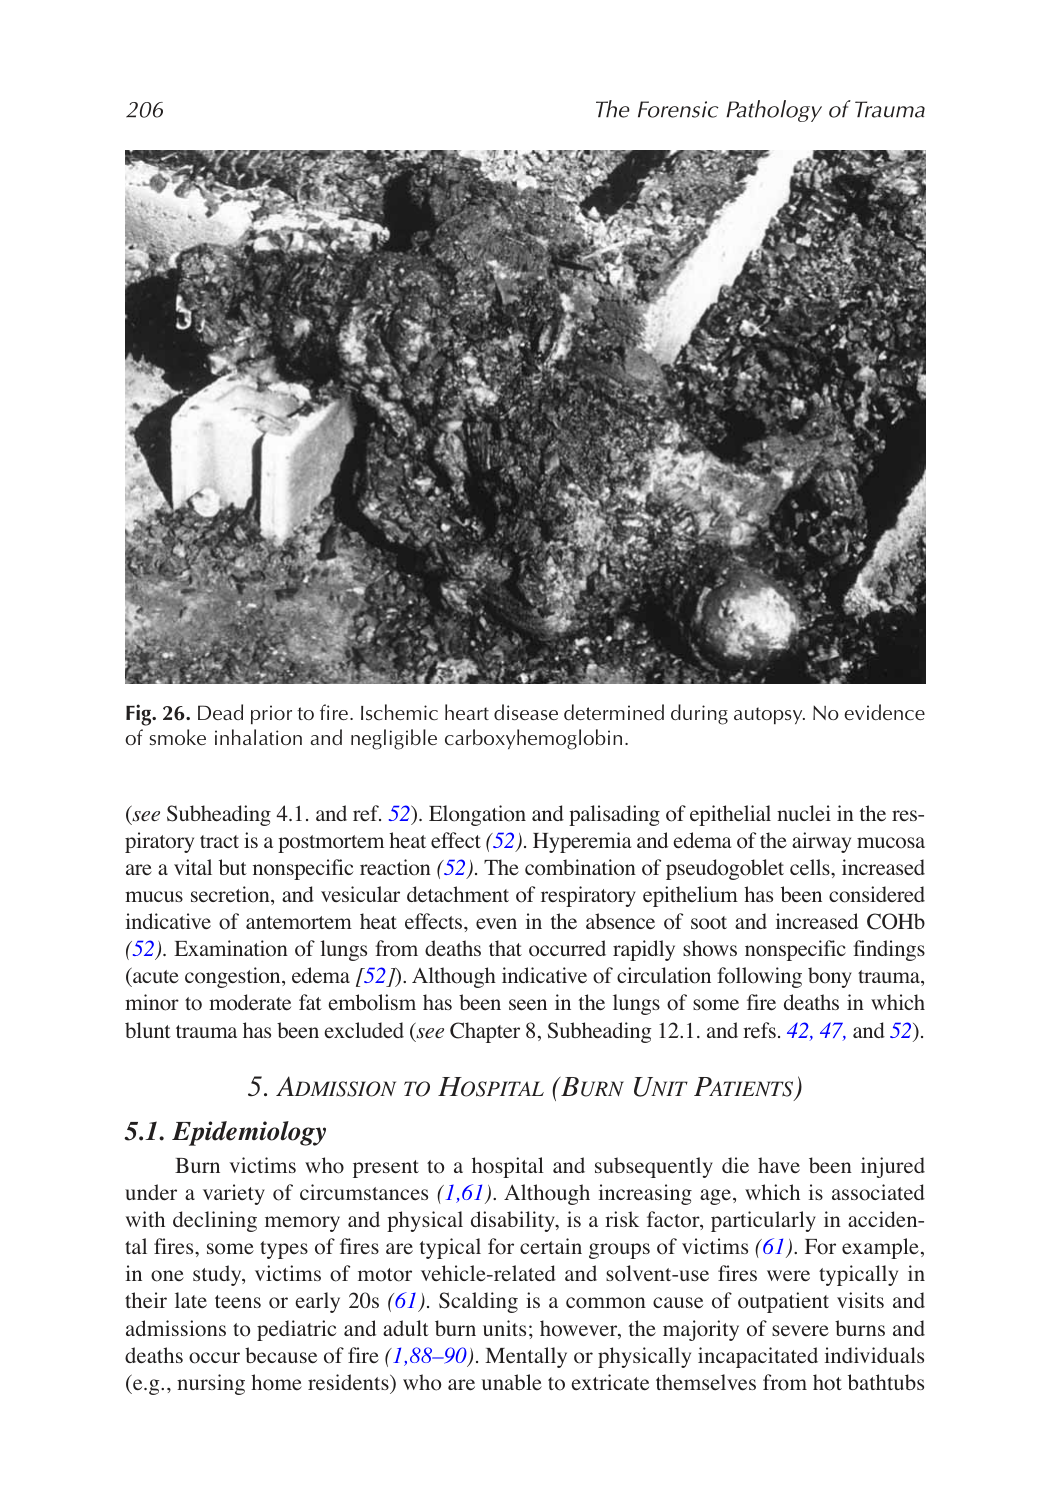 206
The Forensic Pathology of Trauma
Fig. 26. Dead prior to fire. Ischemic heart disease determined during autopsy. No evidence
of smoke inhalation and negligible carboxyhemoglobin.
(see Subheading 4.1. and ref. 52). Elongation and palisading of epithelial nuclei in the res-
piratory tract is a postmortem heat effect (52). Hyperemia and edema of the airway mucosa
are a vital but nonspecific reaction (52). The combination of pseudogoblet cells, increased
mucus secretion, and vesicular detachment of respiratory epithelium has been considered
indicative of antemortem heat effects, even in the absence of soot and increased COHb
(52). Examination of lungs from deaths that occurred rapidly shows nonspecific findings
(acute congestion, edema [52]). Although indicative of circulation following bony trauma,
minor to moderate fat embolism has been seen in the lungs of some fire deaths in which
blunt trauma has been excluded (see Chapter 8, Subheading 12.1. and refs. 42, 47, and 52).
5. ADMISSION TO HOSPITAL (BURN UNIT PATIENTS)
5.1. Epidemiology
Burn victims who present to a hospital and subsequently die have been injured
under a variety of circumstances (1,61). Although increasing age, which is associated
with declining memory and physical disability, is a risk factor, particularly in acciden-
tal fires, some types of fires are typical for certain groups of victims (61). For example,
in one study, victims of motor vehicle-related and solvent-use fires were typically in
their late teens or early 20s (61). Scalding is a common cause of outpatient visits and
admissions to pediatric and adult burn units; however, the majority of severe burns and
deaths occur because of fire (1,88–90). Mentally or physically incapacitated individuals
(e.g., nursing home residents) who are unable to extricate themselves from hot bathtubs